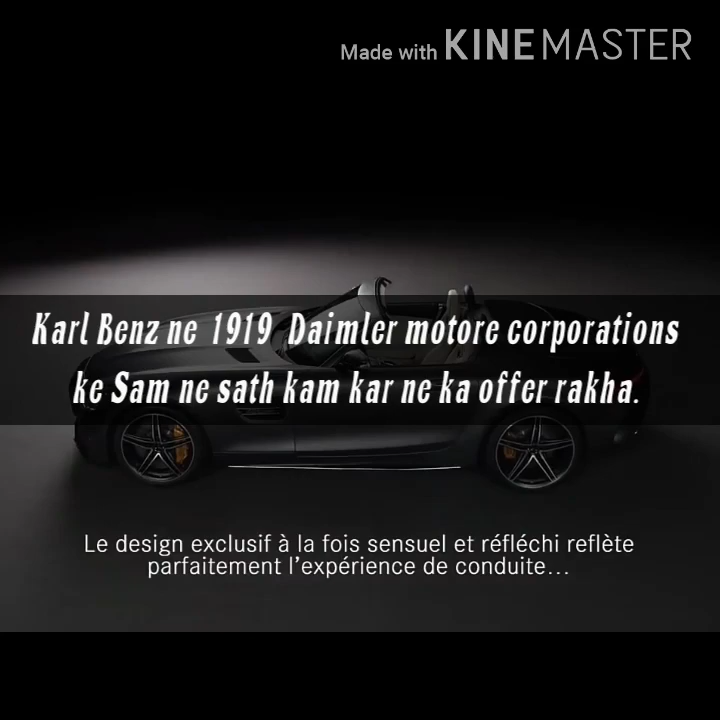 Made with KINEMASTER
Karl Benz ne 1919 Daimler motore corporations
ke Sam ne sath kam kar ne ka offer rakha.
Le design exclusif à la fois sensuel et réfléchi reflète
parfaitement l'expérience de conduite...